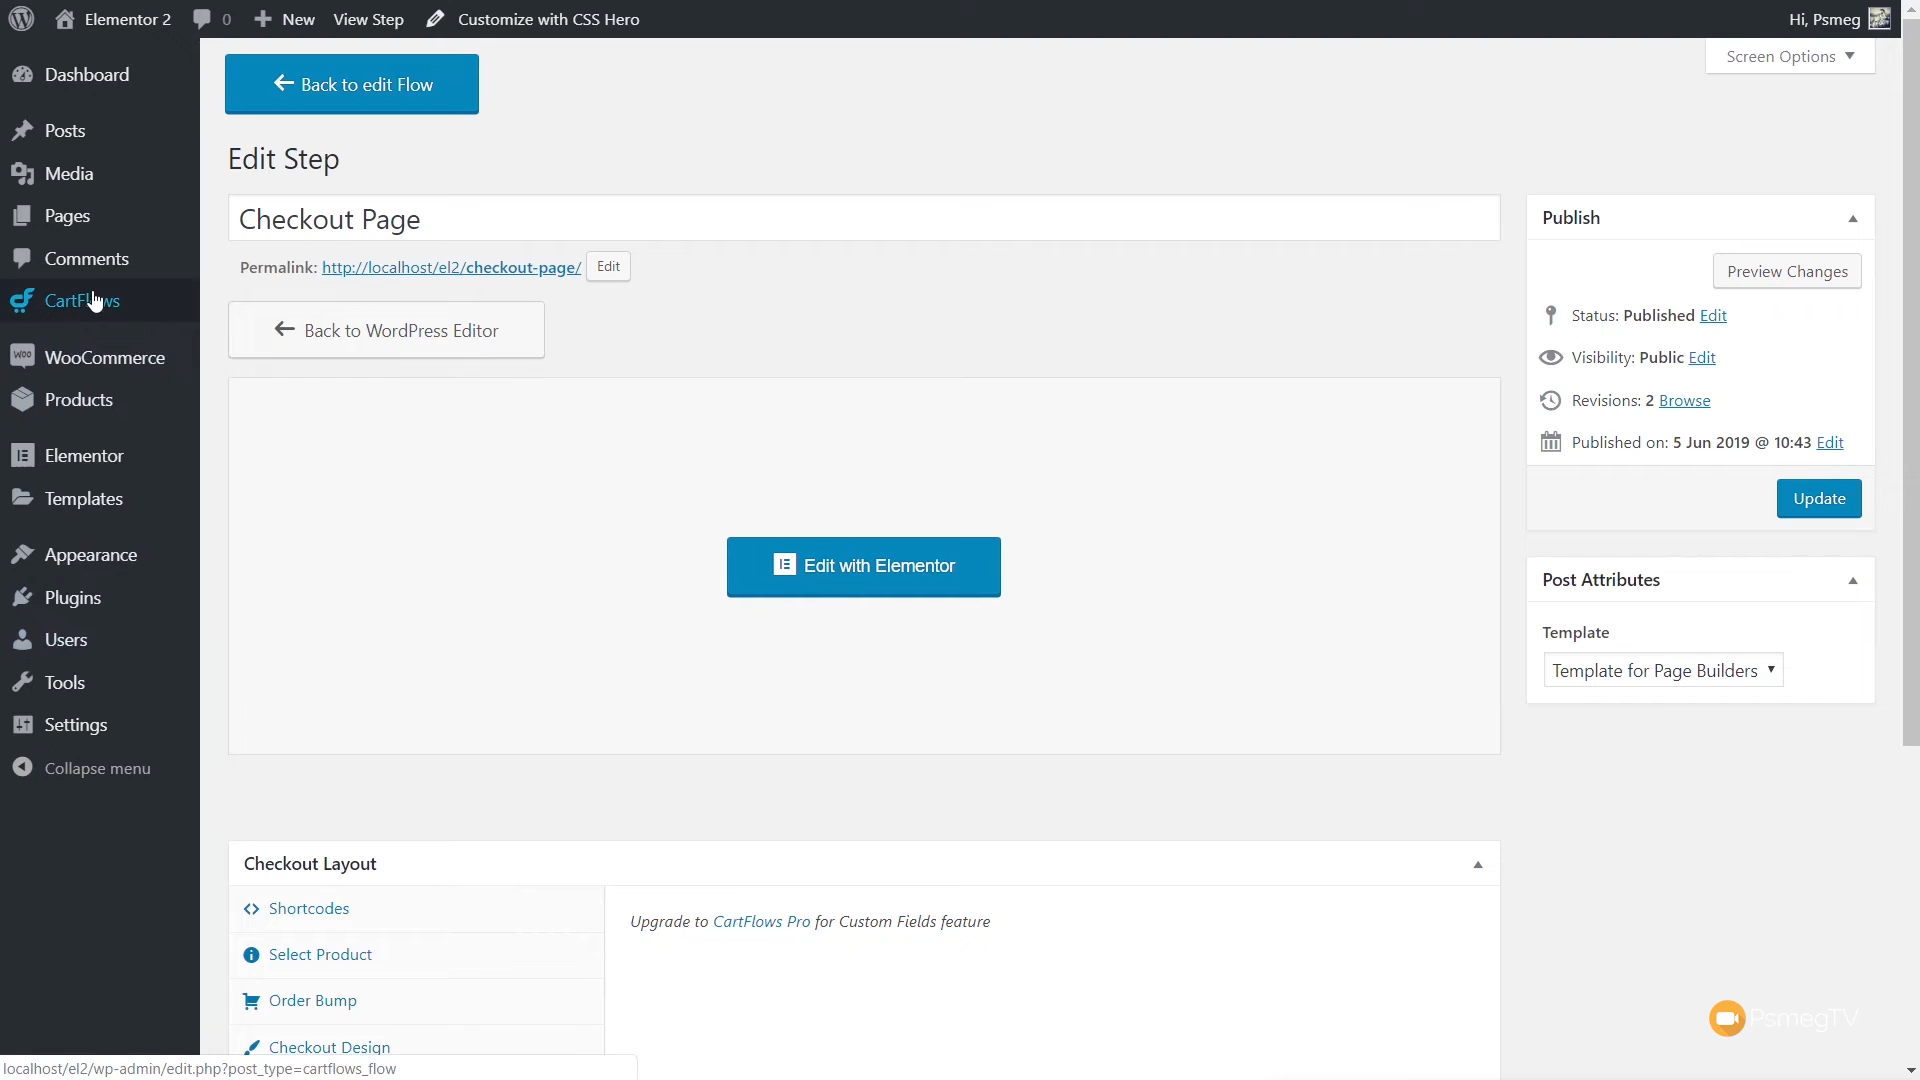 Elementor 2
0
New
View Step
Customize with CSS Hero
Hi, Psmeg
Screen Options
Dashboard
Posts
Media
Pages
Comments
CartFlows
WooCommerce
Products
Elementor
Templates
Appearance
Plugins
Users
Tools
Settings
Collapse menu
Back to edit Flow
Edit Step
Checkout Page
Permalink: http://localhost/el2/checkout-page/ Edit
Back to WordPress Editor
Edit with Elementor
Publish
Preview Changes
Status: Published Edit
Visibility: Public Edit
Revisions: 2 Browse
Published on: 5 Jun 2019 @ 10:43 Edit
Update
Post Attributes
Template
Template for Page Builders
Checkout Layout
Shortcodes
Select Product
Order Bump
Checkout Design
Upgrade to CartFlows Pro for Custom Fields feature
PsmegTV
localhost/el2/wp-admin/edit.php?post_type=cartflows_flow